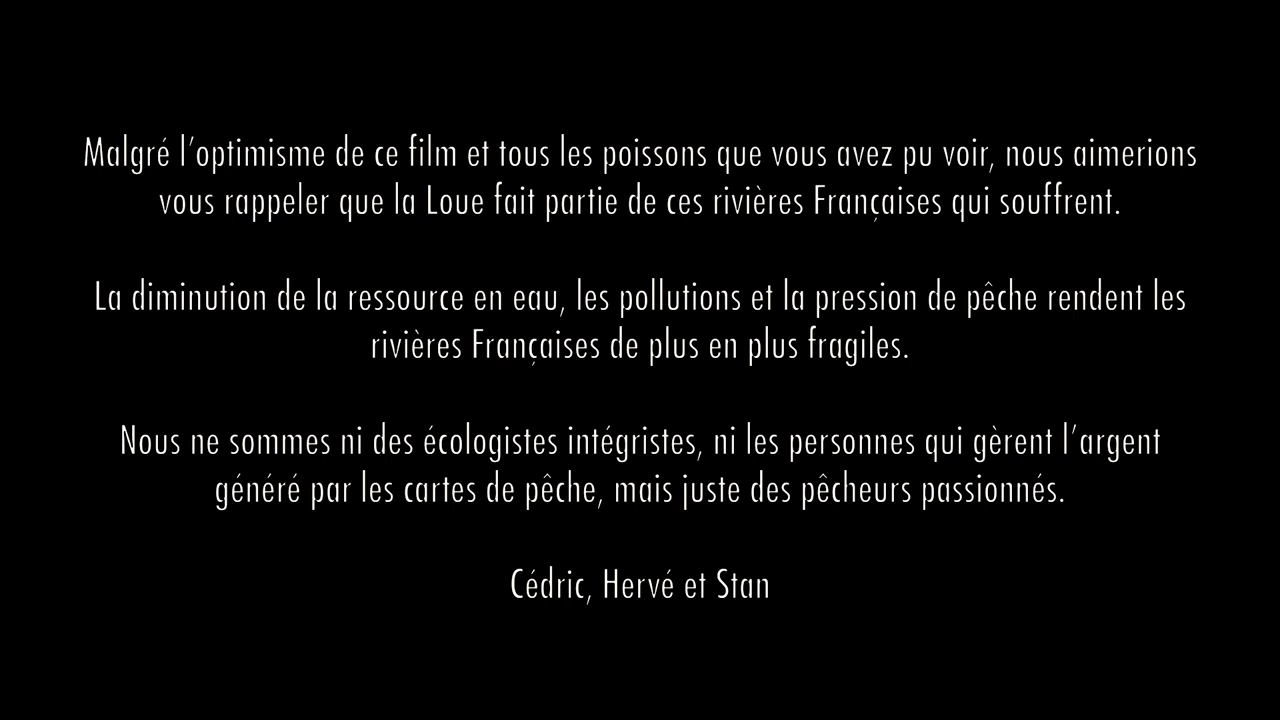 Malgré l’optimisme de ce film et tous les poissons que vous avez pu voir, nous aimerions
vous rappeler que la Loue fait partie de ces rivières Françaises qui souffrent.
La diminution de la ressource en eau, les pollutions et la pression de pêche rendent les
rivières Françaises de plus en plus fragiles.
Nous ne sommes ni des écologistes intégristes, ni les personnes qui gèrent l’argent
généré par les cartes de pêche, mais juste des pêcheurs passionnés.
Cédric, Hervé et Stan